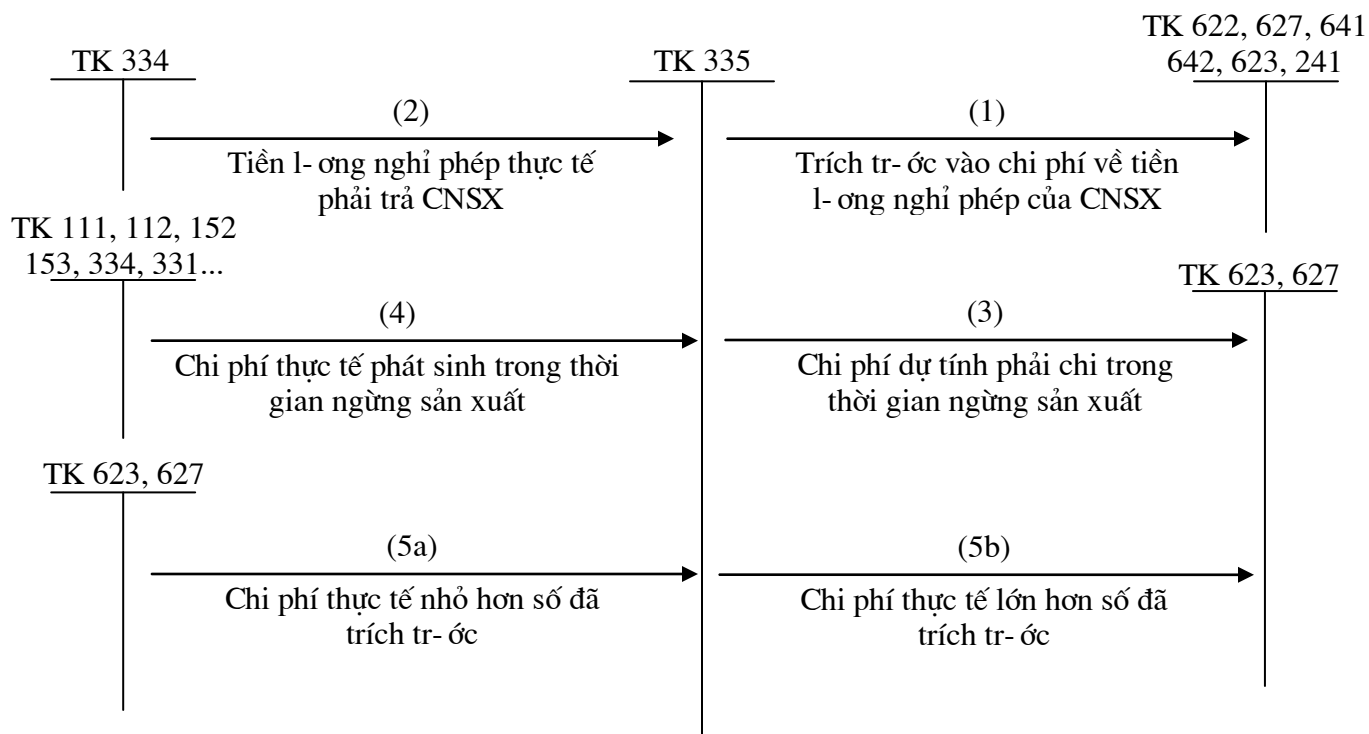 TK 622, 627, 641
642, 623, 241
TK 334
TK 335
(2)
Tiền l- ơng nghỉ phép thực tế
phải trả CNSX
(1)
Trích tr- ớc vào chi phí về tiền
l- ơng nghỉ phép của CNSX
TK 111, 112, 152
153, 334, 331...
TK 623, 627
(4)
Chi phí thực tế phát sinh trong thời
gian ngừng sản xuất
(3)
Chi phí dự tính phải chi trong
thời gian ngừng sản xuất
TK 623, 627
(5a)
Chi phí thực tế nhỏ hơn số đã
trích tr- ớc
(5b)
Chi phí thực tế lớn hơn số đã
trích tr- ớc